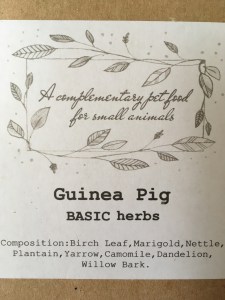 A complementary pet food
for small animals
Guinea Pig
BASIC herbs
Composition:Birch Leaf,Marigold,Nettle,
Plantain,Yarrow,Camomile,Dandelion,
Willow Bark.